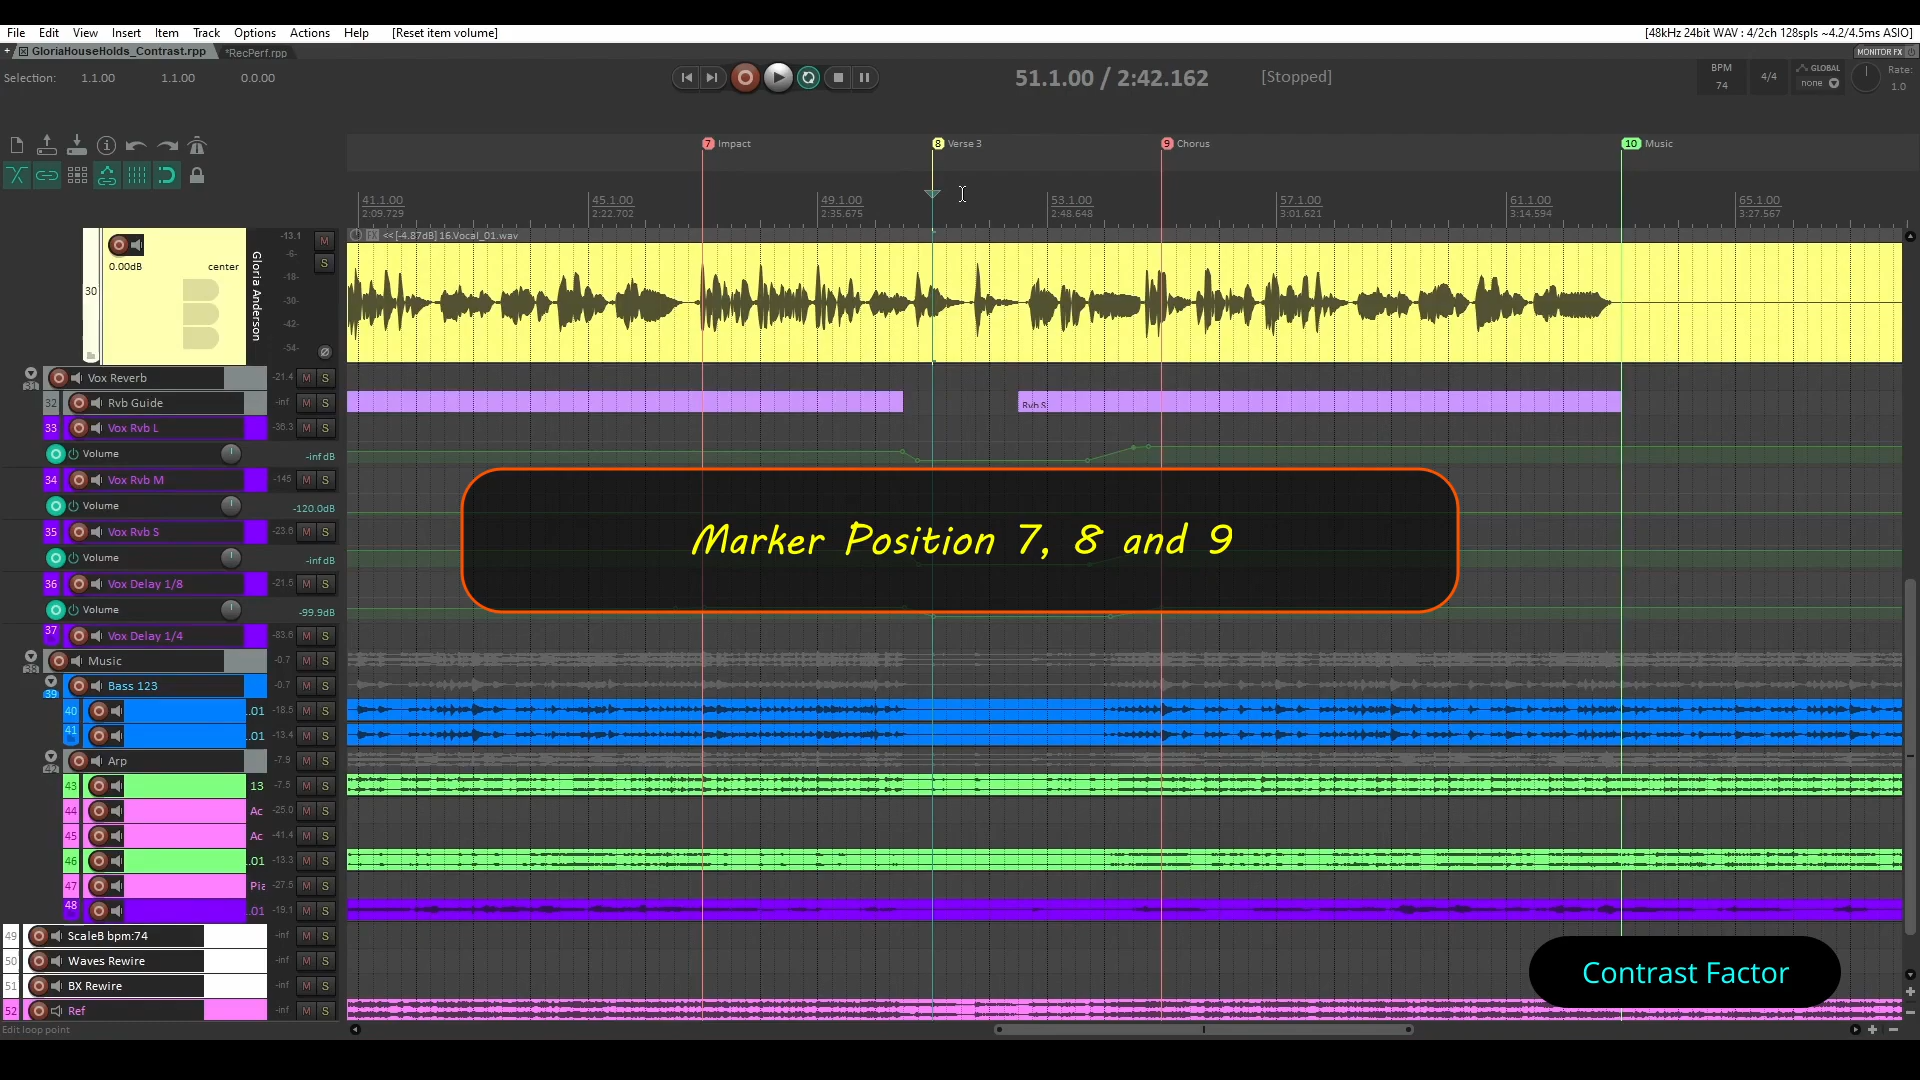 File Edit View Insert Item Track Options Actions Help [Reset item volume] [48kHz 24bit WAV : 4/2ch 128spls ~4.2/4.5ms ASIO]
+ GloriaHouseHolds_Contrast.rpp *RecPerf.rpp MONITOR FX
Selection: 1.1.00 1.1.00 0.0.00 51.1.00 / 2:42.162 [Stopped] BPM 74 4/4 GLOBAL none Rate: 1.0
7 Impact 8 Verse 3 9 Chorus 10 Music
41.1.00 45.1.00 49.1.00 53.1.00 57.1.00 61.1.00 65.1.00
2:09.729 2:22.702 2:35.675 2:48.648 3:01.621 3:14.594 3:27.567
<<[-4.87dB] 16.Vocal_01.wav
30 0.00dB center Gloria Anderson -13.1 M S
-6-
-18-
-30-
-42-
-54-
31 Vox Reverb -21.4 M S
32 Rvb Guide -inf M S Rvb S
33 Vox Rvb L -36.3 M S
Volume -inf dB
34 Vox Rvb M -145 M S
Volume -120.0dB
35 Vox Rvb S -23.6 M S
Volume -inf dB
Marker Position 7, 8 and 9
36 Vox Delay 1/8 -21.5 M S
Volume -99.9dB
37 Vox Delay 1/4 -83.6 M S
38 Music -0.7 M S
39 Bass 123 -0.7 M S
40 .01 -18.5 M S
41 .01 -13.4 M S
42 Arp -7.9 M S
43 13 -7.5 M S
44 Ac -25.0 M S
45 Ac -41.4 M S
46 .01 -13.3 M S
47 Pia -27.5 M S
48 .01 -19.1 M S
49 ScaleB bpm:74 -inf M S
50 Waves Rewire -inf M S
51 BX Rewire -inf M S
Contrast Factor
52 Ref -inf M S
Edit loop point